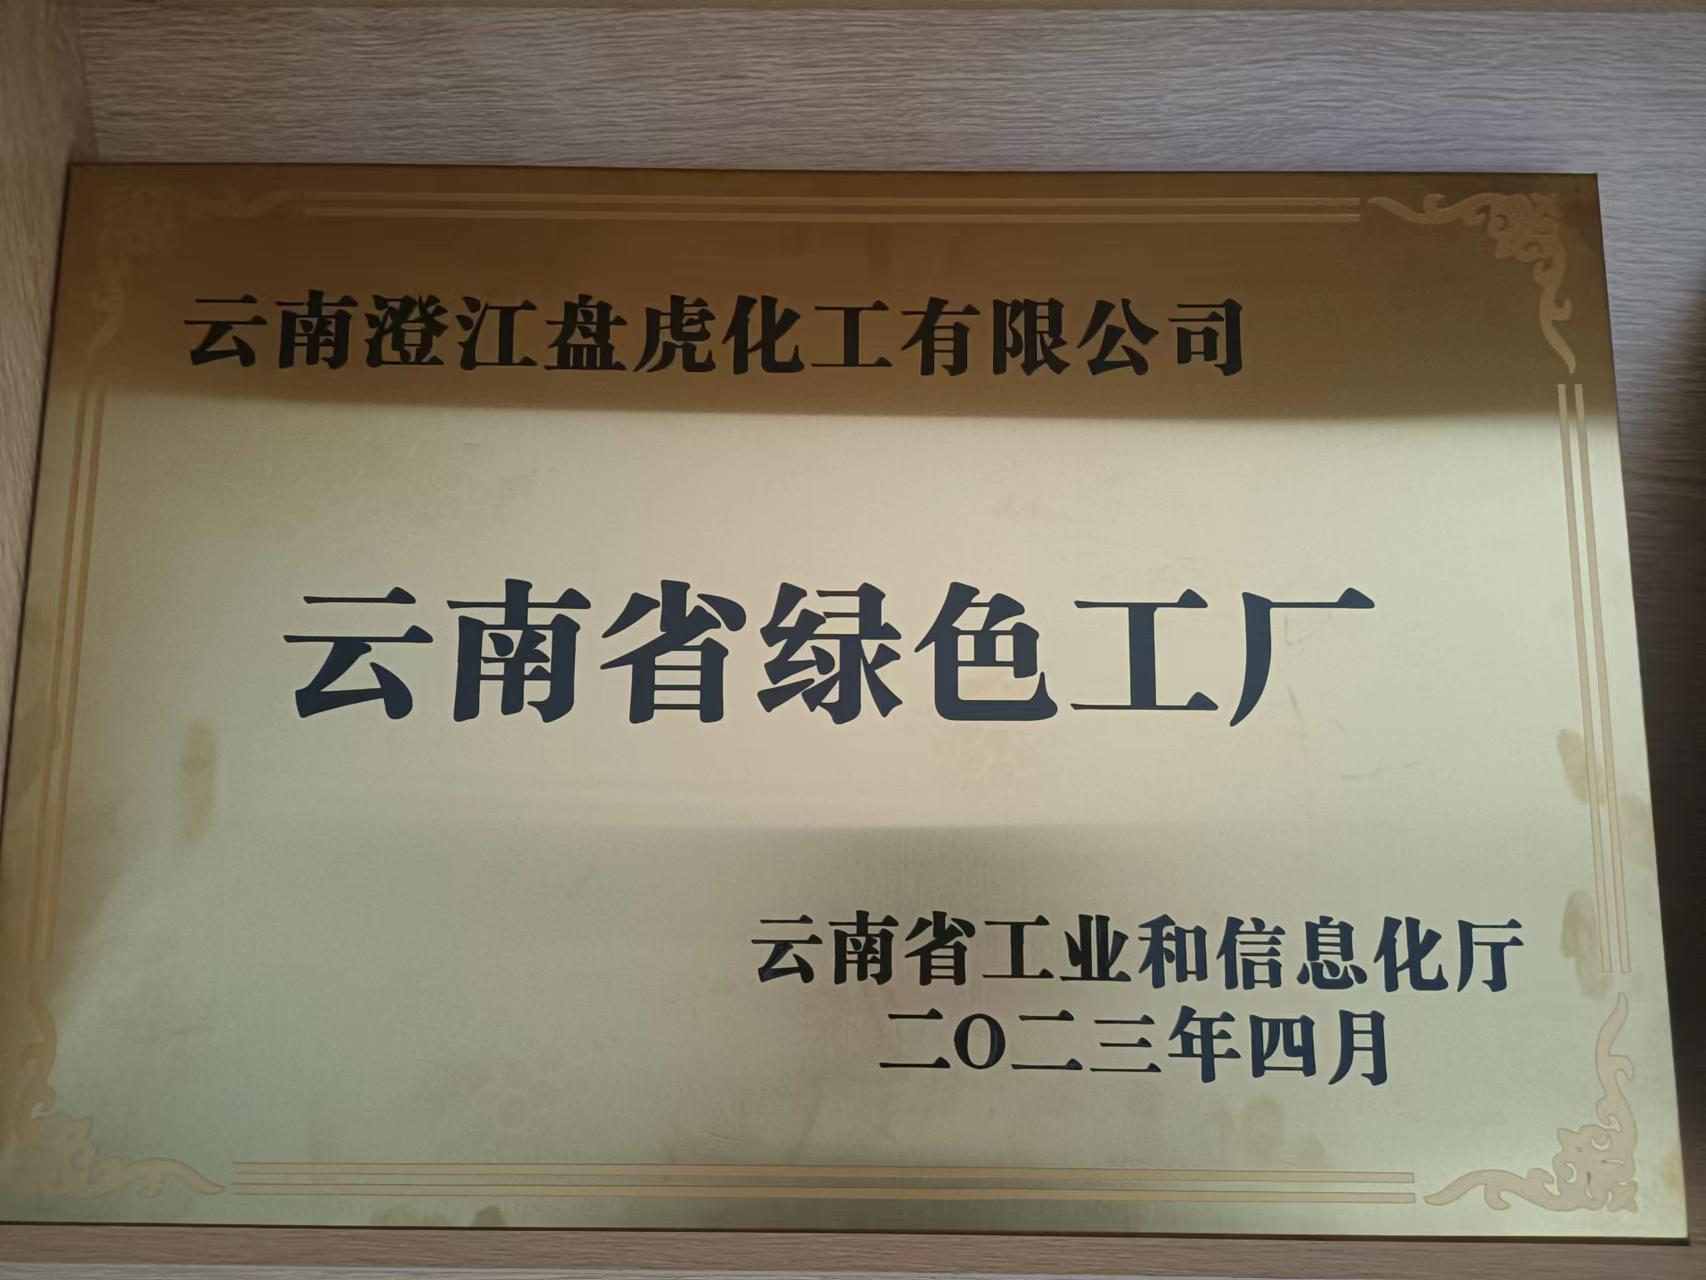 云南澄江盘虎化工有限公司
云南省绿色工厂
云南省工业和信息化厅
二〇二三年四月